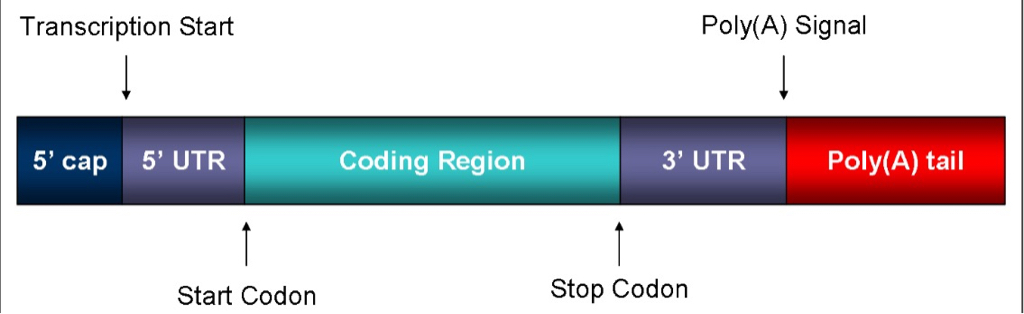 Transcription Start
Poly(A) Signal
5’ cap
5’ UTR
Coding Region
3’ UTR
Poly(A) tail
Start Codon
Stop Codon